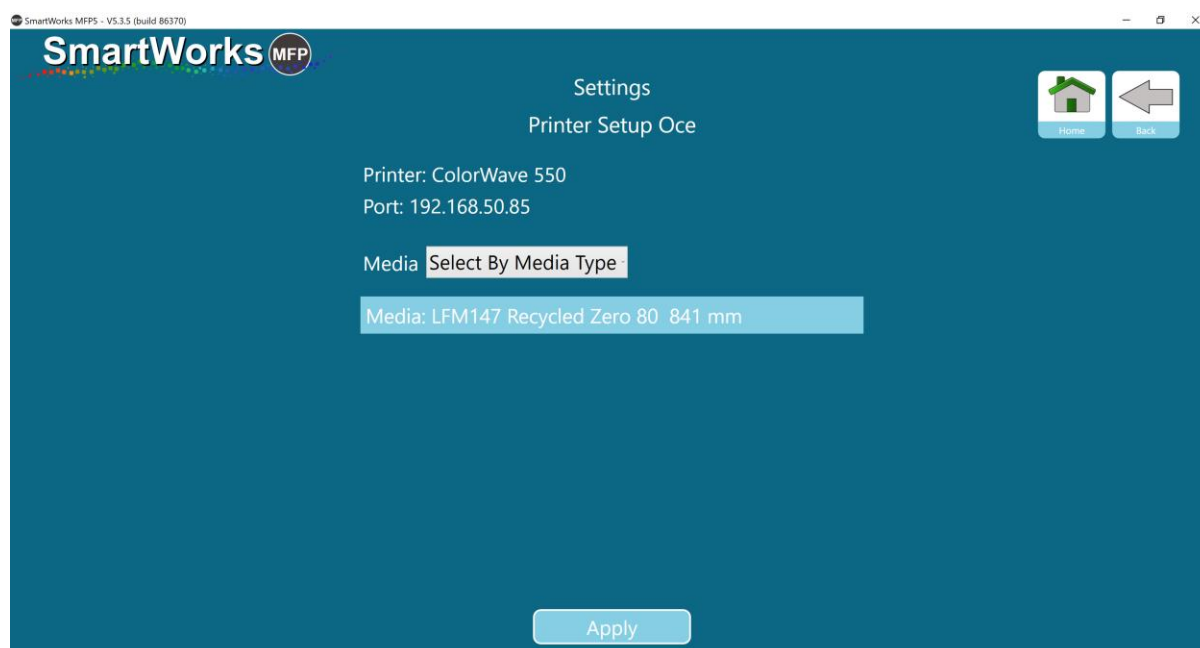 SmartWorks MFP5 - V5.3.5 (build 86370)
SmartWorks MFP
Settings
Printer Setup Oce
Home
Back
Printer: ColorWave 550
Port: 192.168.50.85
Media Select By Media Type
Media: LFM147 Recycled Zero 80 841 mm
Apply